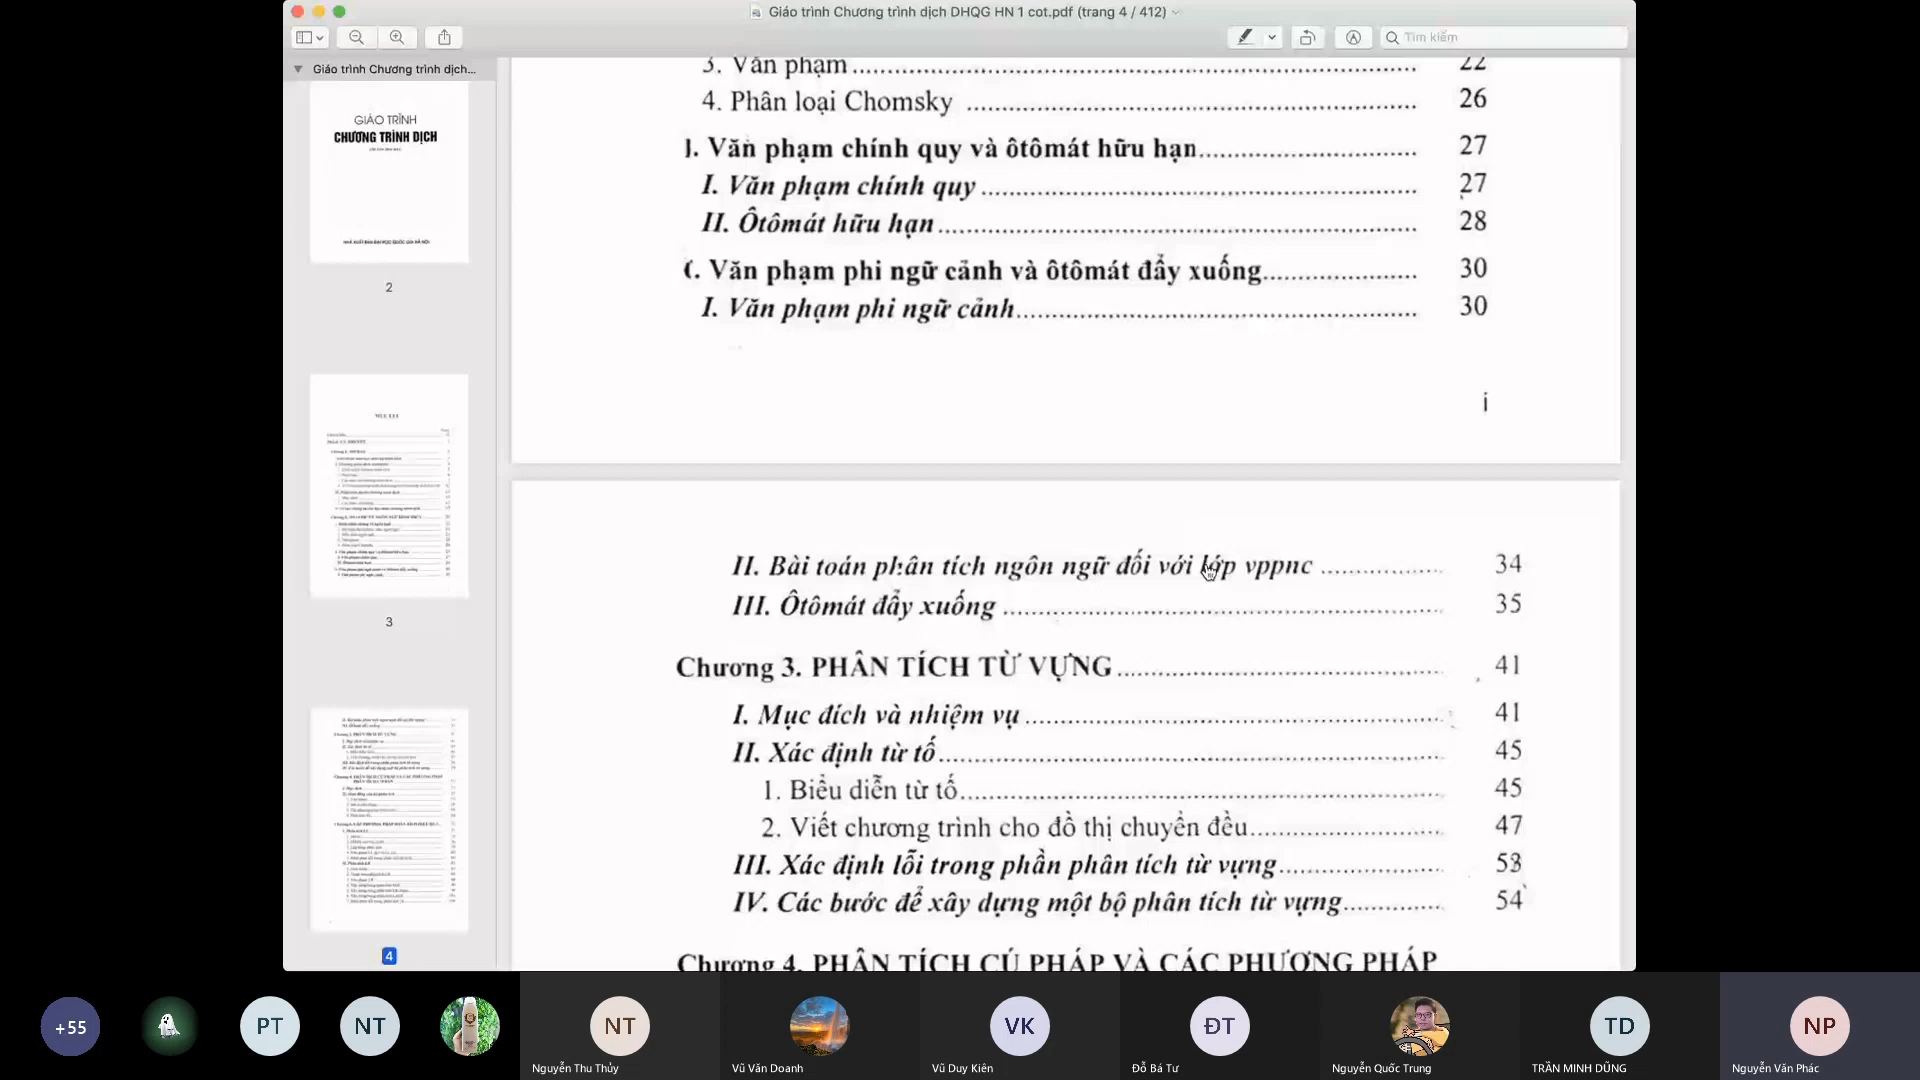 Giáo trình Chương trình dịch DHQG HN 1 cot.pdf (trang 4 / 412)
Tìm kiếm
Giáo trình Chương trình dịch...
GIÁO TRÌNH
CHƯƠNG TRÌNH DỊCH
NHÀ XUẤT BẢN ĐẠI HỌC QUỐC GIA HÀ NỘI
2
3
4
3. Văn phạm 22
4. Phân loại Chomsky 26
. Văn phạm chính quy và ôtômát hữu hạn 27
I. Văn phạm chính quy 27
II. Ôtômát hữu hạn 28
. Văn phạm phi ngữ cảnh và ôtômát đẩy xuống 30
I. Văn phạm phi ngữ cảnh 30
i
II. Bài toán phân tích ngôn ngữ đối với lớp vppnc 34
III. Ôtômát đẩy xuống 35
Chương 3. PHÂN TÍCH TỪ VỰNG 41
I. Mục đích và nhiệm vụ 41
II. Xác định từ tố 45
1. Biểu diễn từ tố 45
2. Viết chương trình cho đồ thị chuyển đều 47
III. Xác định lỗi trong phần phân tích từ vựng 53
IV. Các bước để xây dựng một bộ phân tích từ vựng 54
Chương 4. PHÂN TÍCH CÚ PHÁP VÀ CÁC PHƯƠNG PHÁP
+55
PT
NT
NT
VK
ĐT
TD
NP
Nguyễn Thu Thủy
Vũ Văn Doanh
Vũ Duy Kiên
Đỗ Bá Tư
Nguyễn Quốc Trung
TRẦN MINH DŨNG
Nguyễn Văn Phác